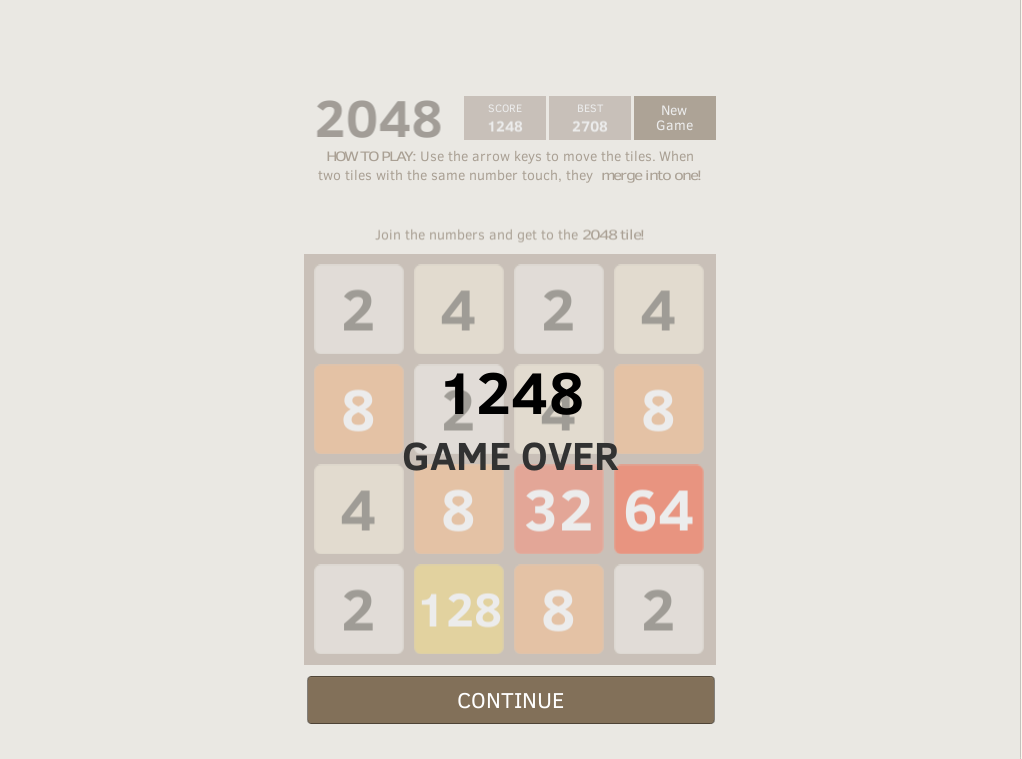 2048
SCORE
1248
BEST
2708
New
Game
HOW TO PLAY: Use the arrow keys to move the tiles. When
two tiles with the same number touch, they merge into one!
Join the numbers and get to the 2048 tile!
2 4 2 4
8 2 4 8
1248
GAME OVER
4 8 32 64
2 128 8 2
CONTINUE